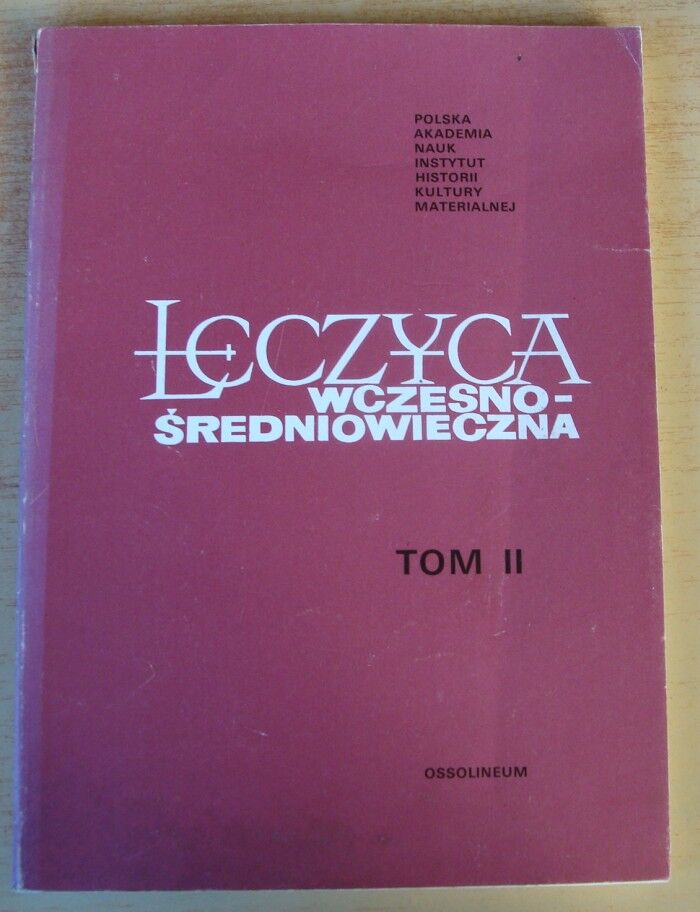 POLSKA
AKADEMIA
NAUK
INSTYTUT
HISTORII
KULTURY
MATERIALNEJ
ŁĘCZYCA
WCZESNO-
ŚREDNIOWIECZNA
TOM II
OSSOLINEUM